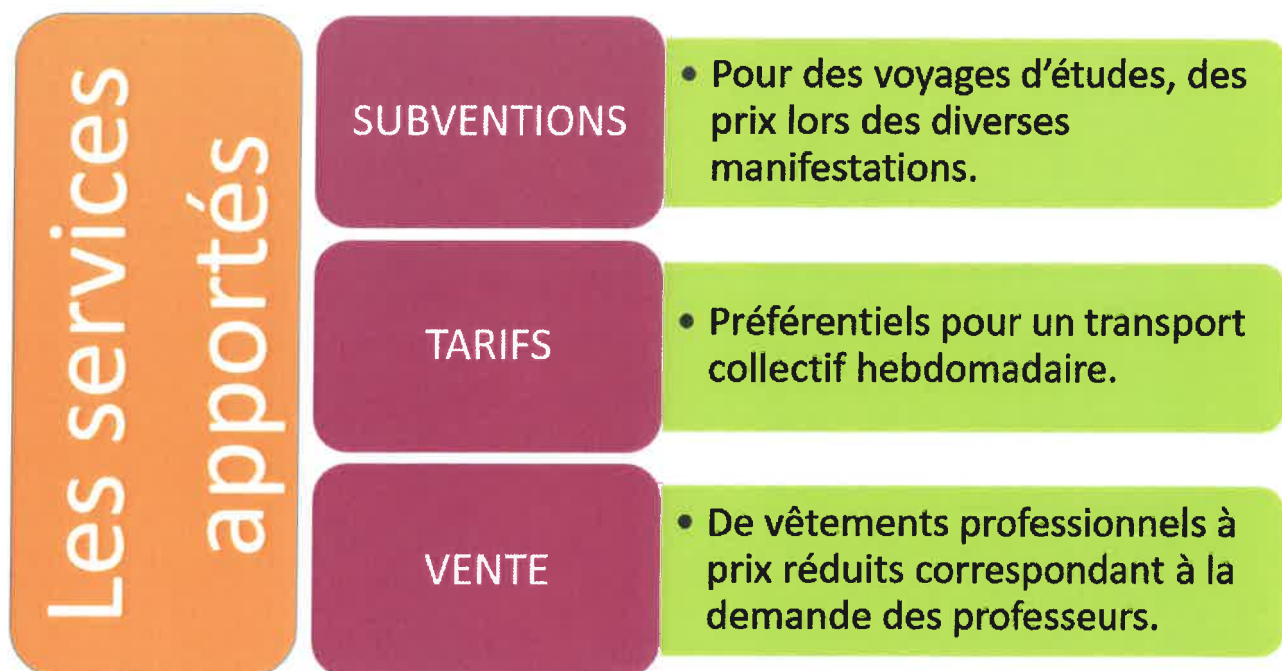 Les services
apportés
SUBVENTIONS
• Pour des voyages d'études, des
prix lors des diverses
manifestations.
TARIFS
• Préférentiels pour un transport
collectif hebdomadaire.
VENTE
• De vêtements professionnels à
prix réduits correspondant à la
demande des professeurs.